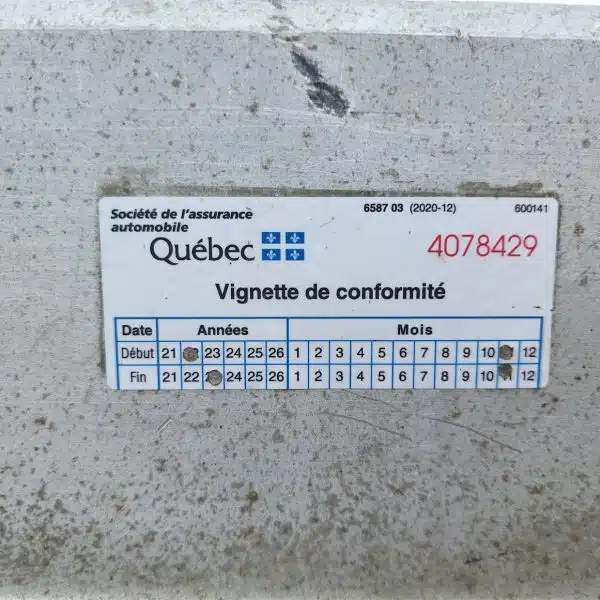 Société de l'assurance
automobile
Québec
6587 03 (2020-12)
600141
4078429
Vignette de conformité
Date Années Mois
Début 21 23 24 25 26 1 2 3 4 5 6 7 8 9 10 12
Fin 21 22 24 25 26 1 2 3 4 5 6 7 8 9 10 12